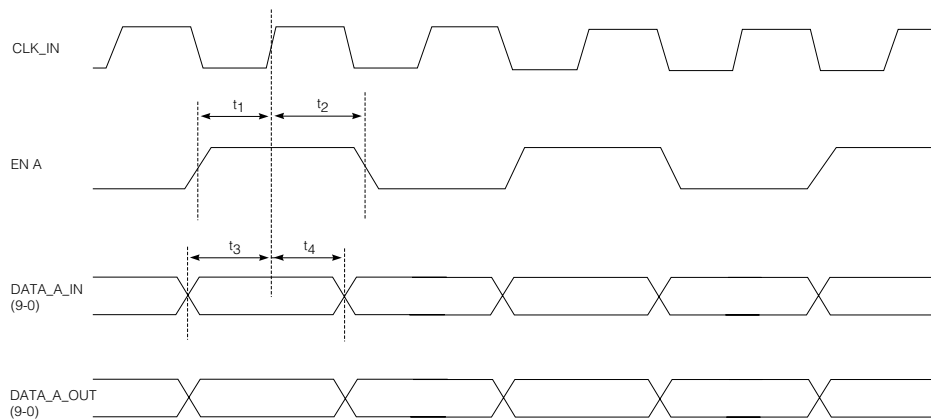 CLK_IN
t1
t2
EN A
t3
t4
DATA_A_IN
(9-0)
DATA_A_OUT
(9-0)